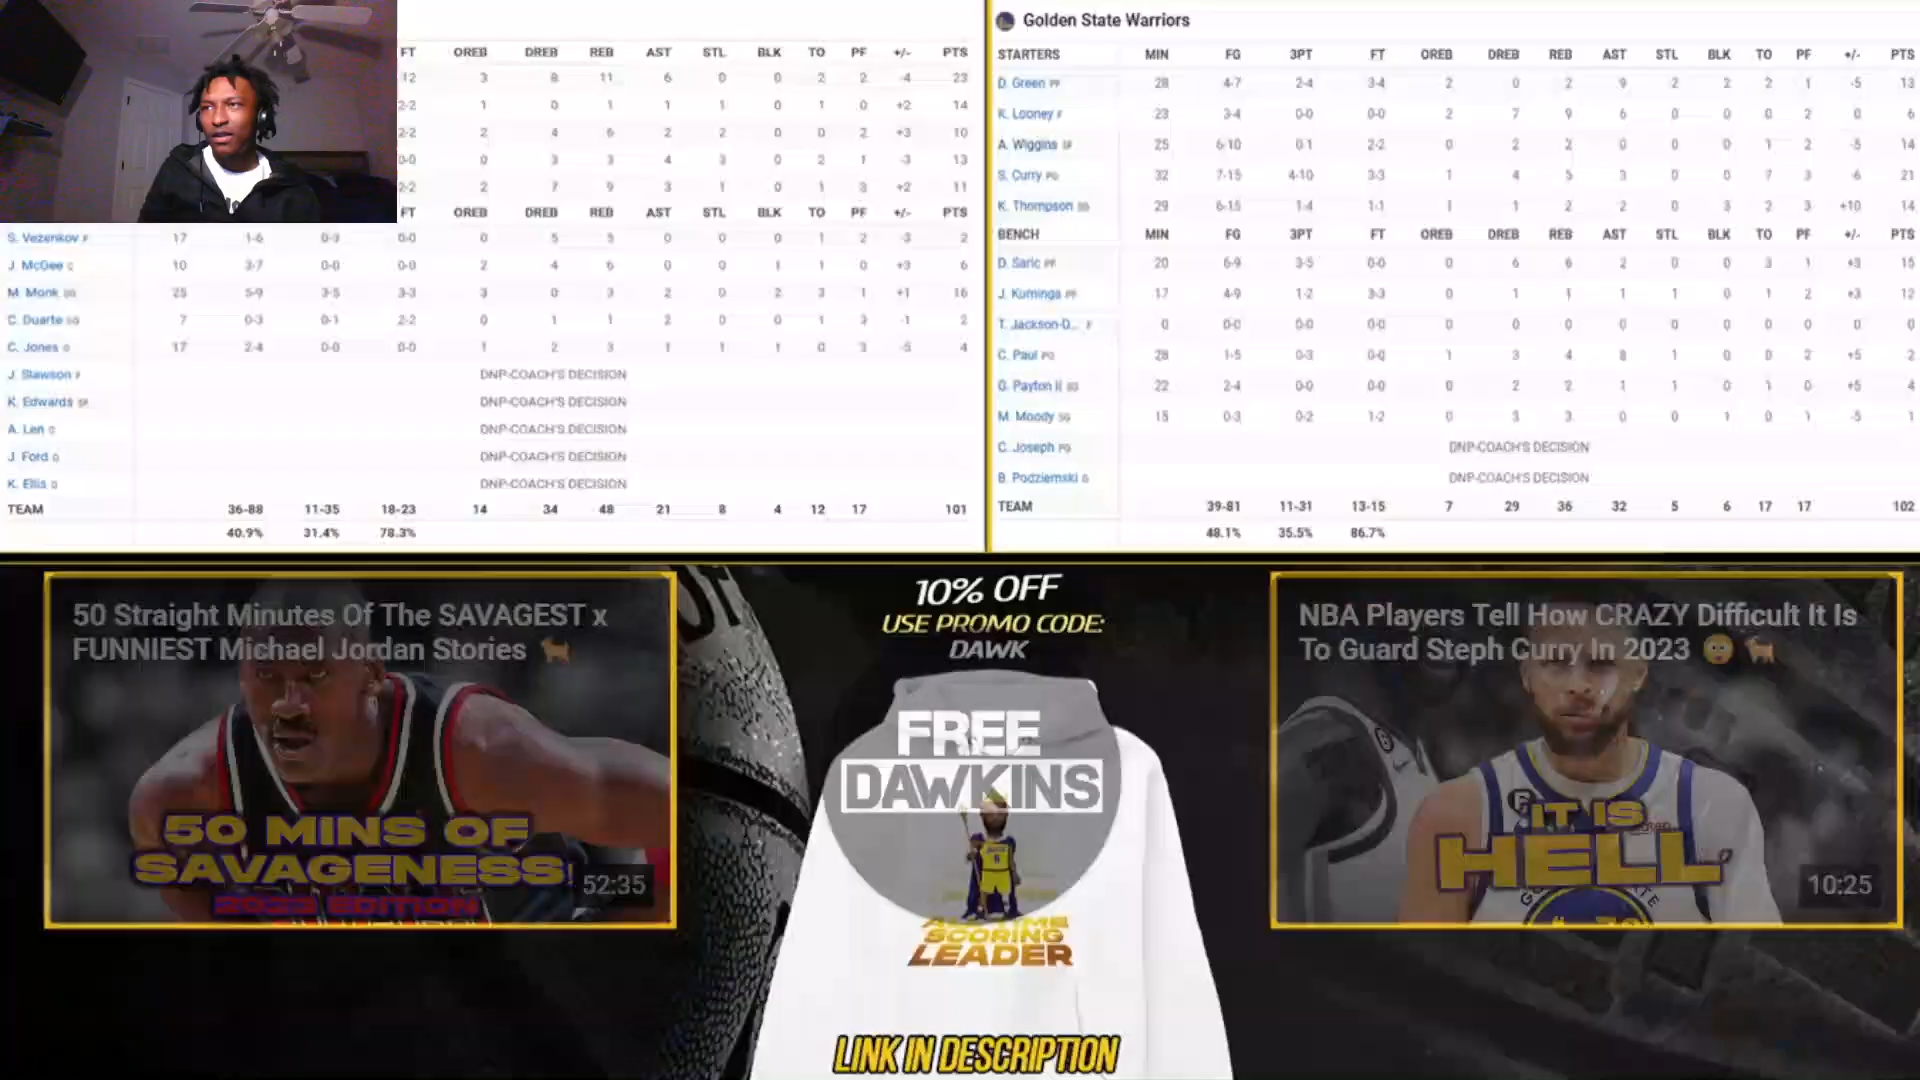 FT OREB DREB REB AST STL BLK TO PF +/- PTS
12 3 8 11 6 0 0 2 2 -4 23
2-2 1 0 1 1 1 0 1 0 +2 14
2-2 2 4 6 2 2 0 0 2 +3 10
0-0 0 3 3 4 3 0 2 1 -3 13
2-2 2 7 9 3 1 0 1 3 +2 11
FT OREB DREB REB AST STL BLK TO PF +/- PTS
S. Vezenkov F 17 1-6 0-3 0-0 0 5 5 0 0 0 1 2 -3 2
J. McGee C 10 3-7 0-0 0-0 2 4 6 0 0 1 1 0 +3 6
M. Monk SG 25 5-9 3-5 3-3 3 0 3 2 0 2 3 1 +1 16
C. Duarte SG 7 0-3 0-1 2-2 0 1 1 2 0 0 1 3 -1 2
C. Jones G 17 2-4 0-0 0-0 1 2 3 1 1 1 0 3 -5 4
J. Slawson F DNP-COACH'S DECISION
K. Edwards SF DNP-COACH'S DECISION
A. Len C DNP-COACH'S DECISION
J. Ford G DNP-COACH'S DECISION
K. Ellis G DNP-COACH'S DECISION
TEAM 36-88 11-35 18-23 14 34 48 21 8 4 12 17 101
40.9% 31.4% 78.3%
Golden State Warriors
STARTERS MIN FG 3PT FT OREB DREB REB AST STL BLK TO PF +/- PTS
D. Green PF 28 4-7 2-4 3-4 2 0 2 9 2 2 2 1 -5 13
K. Looney F 23 3-4 0-0 0-0 2 7 9 6 0 0 0 2 0 6
A. Wiggins SF 25 6-10 0-1 2-2 0 2 2 0 0 0 1 2 -5 14
S. Curry PG 32 7-15 4-10 3-3 1 4 5 3 0 0 7 3 -6 21
K. Thompson SG 29 6-15 1-4 1-1 1 1 2 2 0 3 2 3 +10 14
BENCH MIN FG 3PT FT OREB DREB REB AST STL BLK TO PF +/- PTS
D. Saric PF 20 6-9 3-5 0-0 0 6 6 2 0 0 3 1 +3 15
J. Kuminga PF 17 4-9 1-2 3-3 0 1 1 1 1 0 1 2 +3 12
T. Jackson-D... F 0 0-0 0-0 0-0 0 0 0 0 0 0 0 0 0 0
C. Paul PG 28 1-5 0-3 0-0 1 3 4 8 1 0 0 2 +5 2
G. Payton II SG 22 2-4 0-0 0-0 0 2 2 1 1 0 1 0 +5 4
M. Moody SG 15 0-3 0-2 1-2 0 3 3 0 0 1 0 1 -5 1
C. Joseph PG DNP-COACH'S DECISION
B. Podziemski G DNP-COACH'S DECISION
TEAM 39-81 11-31 13-15 7 29 36 32 5 6 17 17 102
48.1% 35.5% 86.7%
50 Straight Minutes Of The SAVAGEST x
FUNNIEST Michael Jordan Stories 🐐
50 MINS OF
SAVAGENESS!
2023 EDITION
52:35
10% OFF
USE PROMO CODE:
DAWK
FREE
DAWKINS
ALL-TIME
SCORING
LEADER
LINK IN DESCRIPTION
NBA Players Tell How CRAZY Difficult It Is
To Guard Steph Curry In 2023 😳 🐐
IT IS
HELL
10:25